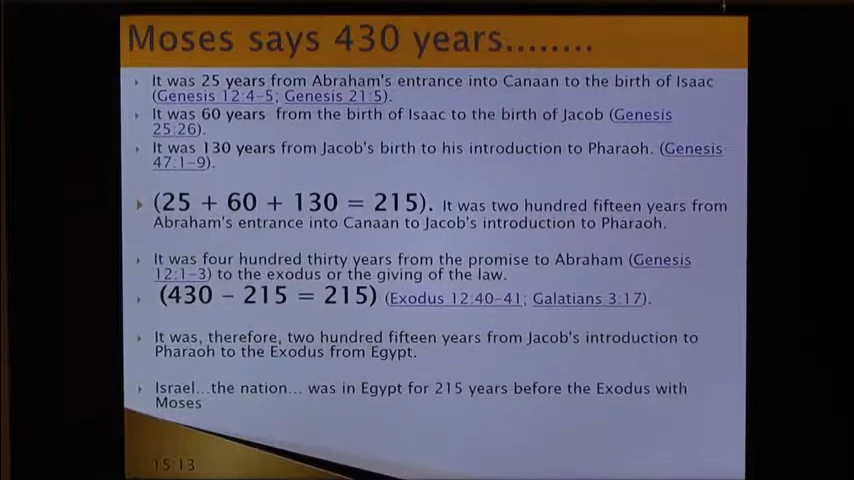 Moses says 430 years........
It was 25 years from Abraham's entrance into Canaan to the birth of Isaac
(Genesis 12:4-5; Genesis 21:5).
It was 60 years from the birth of Isaac to the birth of Jacob (Genesis
25:26).
It was 130 years from Jacob's birth to his introduction to Pharaoh. (Genesis
47:1-9).
(25 + 60 + 130 = 215). It was two hundred fifteen years from
Abraham's entrance into Canaan to Jacob's introduction to Pharaoh.
It was four hundred thirty years from the promise to Abraham (Genesis
12:1-3) to the exodus or the giving of the law.
(430 - 215 = 215) (Exodus 12:40-41; Galatians 3:17).
It was, therefore, two hundred fifteen years from Jacob's introduction to
Pharaoh to the Exodus from Egypt.
Israel...the nation... was in Egypt for 215 years before the Exodus with
Moses
15:13